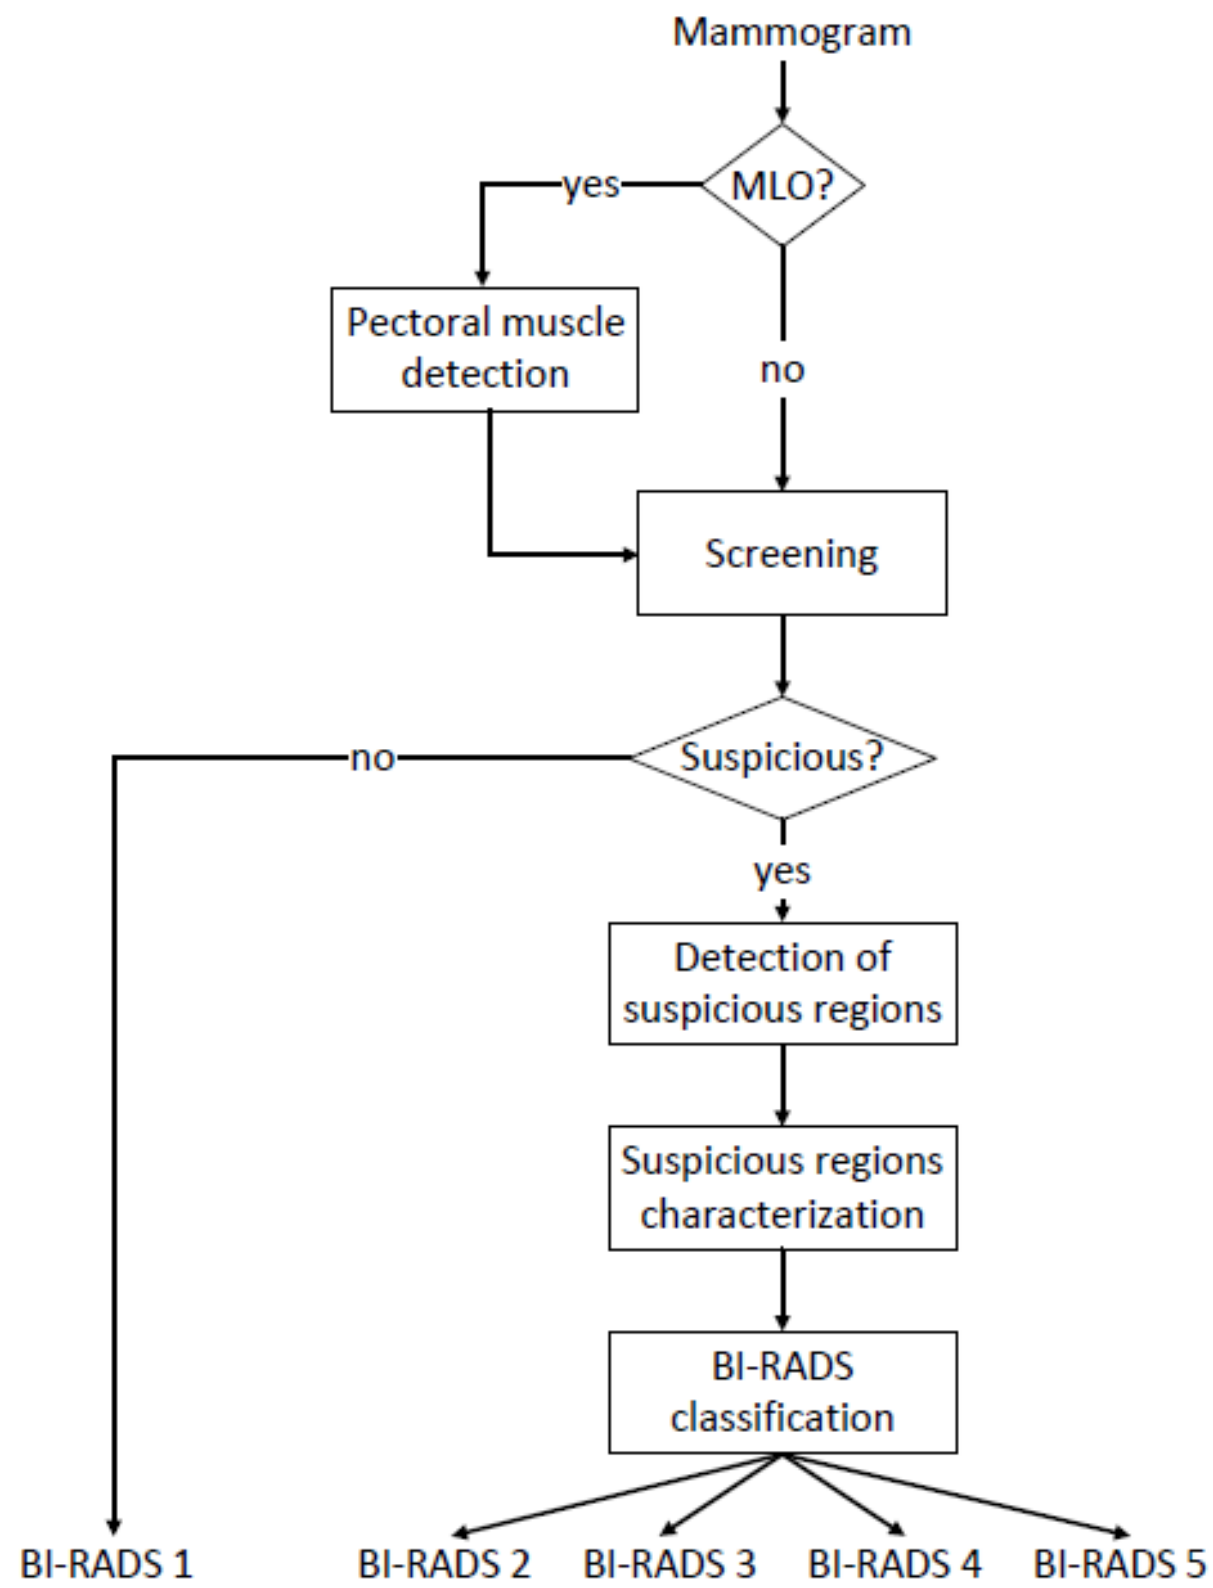 Mammogram
MLO?
yes
Pectoral muscle
detection
no
Screening
Suspicious?
no
yes
Detection of
suspicious regions
Suspicious regions
characterization
BI-RADS
classification
BI-RADS 1
BI-RADS 2
BI-RADS 3
BI-RADS 4
BI-RADS 5